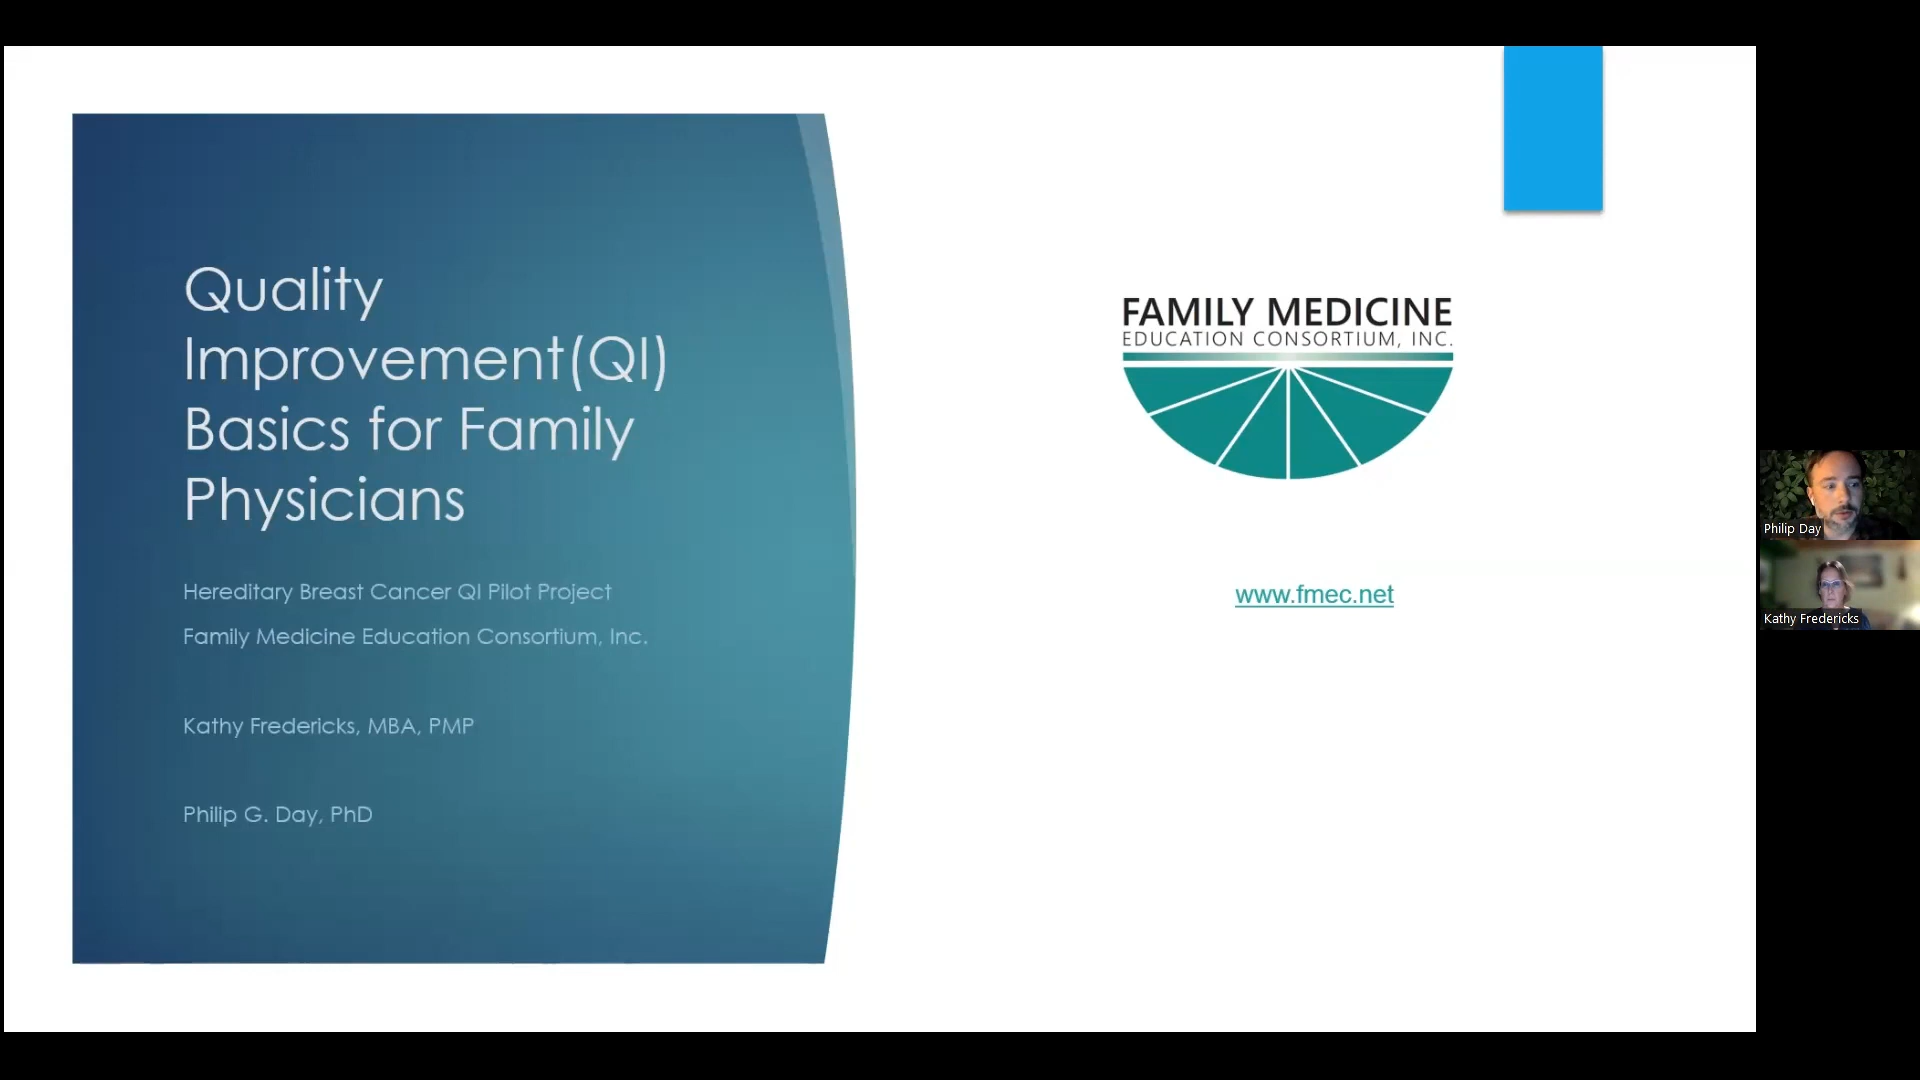 Quality
Improvement(QI)
Basics for Family
Physicians
Hereditary Breast Cancer QI Pilot Project
Family Medicine Education Consortium, Inc.
Kathy Fredericks, MBA, PMP
Philip G. Day, PhD
FAMILY MEDICINE
EDUCATION CONSORTIUM, INC.
www.fmec.net
Philip Day
Kathy Fredericks